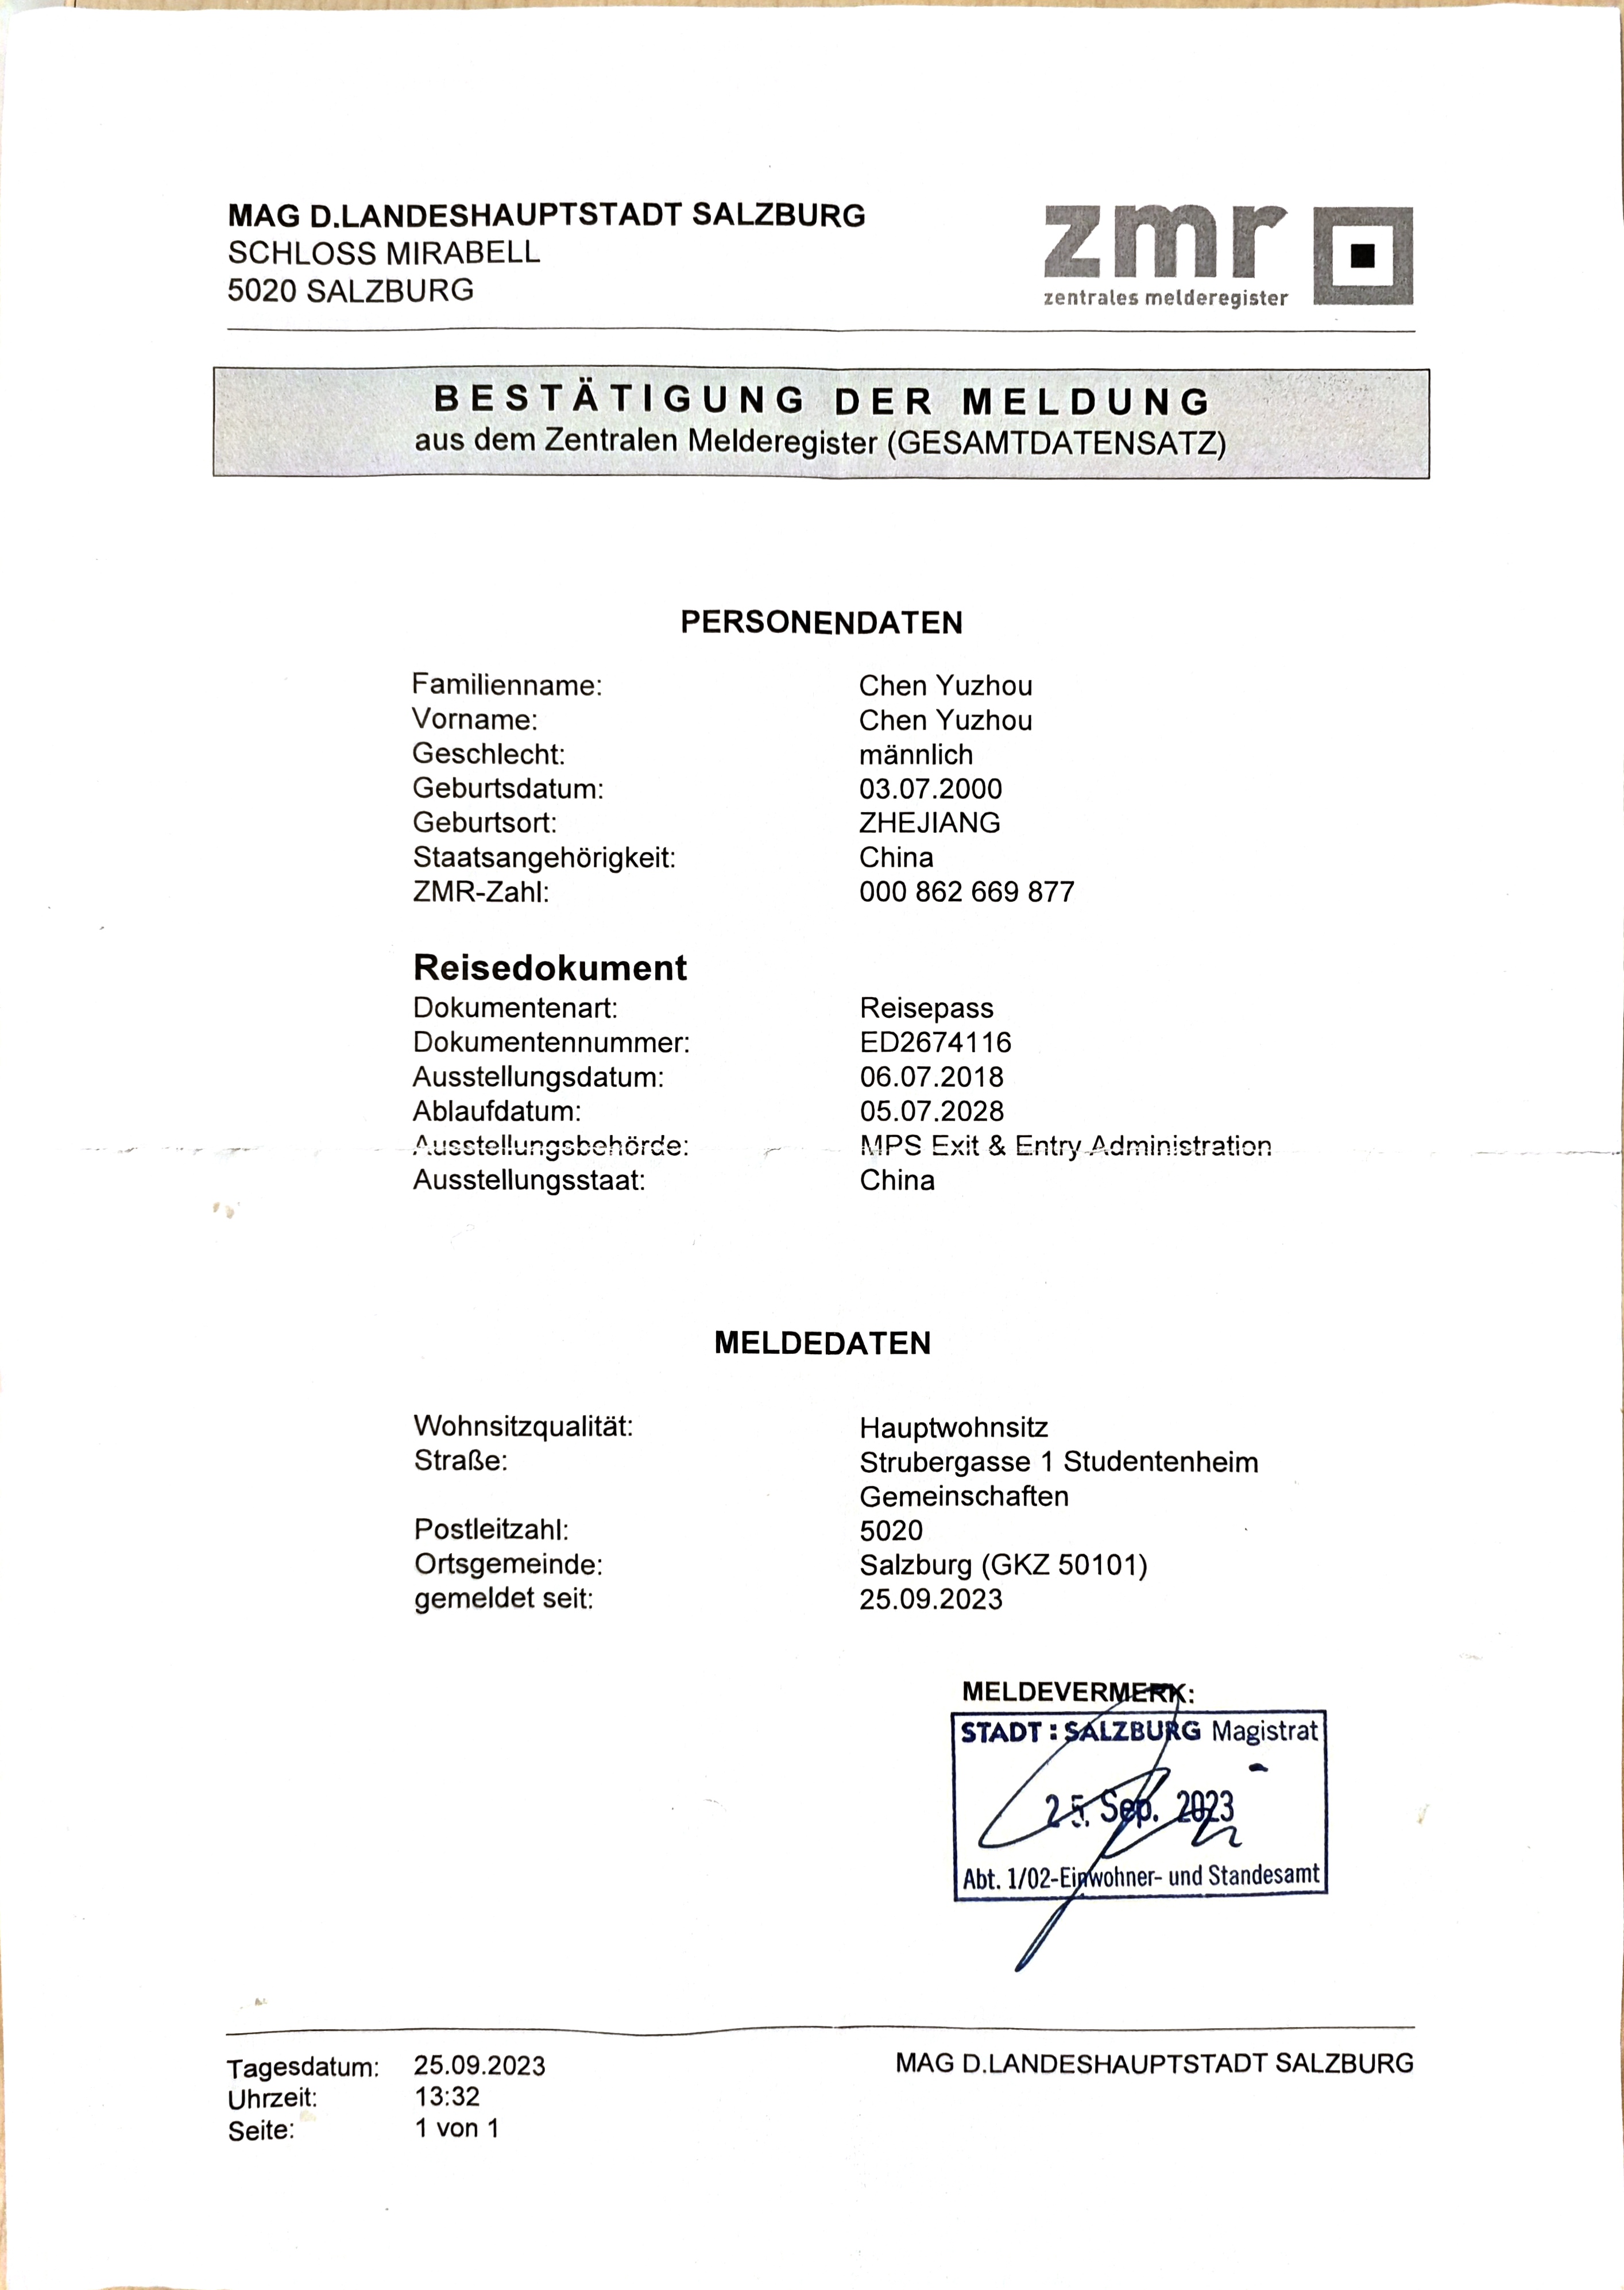 MAG D.LANDESHAUPTSTADT SALZBURG
SCHLOSS MIRABELL
5020 SALZBURG
zmr
zentrales melderegister
BESTÄTIGUNG DER MELDUNG
aus dem Zentralen Melderegister (GESAMTDATENSATZ)
PERSONENDATEN
Familienname: Chen Yuzhou
Vorname: Chen Yuzhou
Geschlecht: männlich
Geburtsdatum: 03.07.2000
Geburtsort: ZHEJIANG
Staatsangehörigkeit: China
ZMR-Zahl: 000 862 669 877
Reisedokument
Dokumentenart: Reisepass
Dokumentennummer: ED2674116
Ausstellungsdatum: 06.07.2018
Ablaufdatum: 05.07.2028
Ausstellungsbehörde: MPS Exit & Entry Administration
Ausstellungsstaat: China
MELDEDATEN
Wohnsitzqualität: Hauptwohnsitz
Straße: Strubergasse 1 Studentenheim
Gemeinschaften
Postleitzahl: 5020
Ortsgemeinde: Salzburg (GKZ 50101)
gemeldet seit: 25.09.2023
MELDEVERMERK:
STADT : SALZBURG Magistrat
25. Sep. 2023
Abt. 1/02-Einwohner- und Standesamt
Tagesdatum: 25.09.2023 MAG D.LANDESHAUPTSTADT SALZBURG
Uhrzeit: 13:32
Seite: 1 von 1